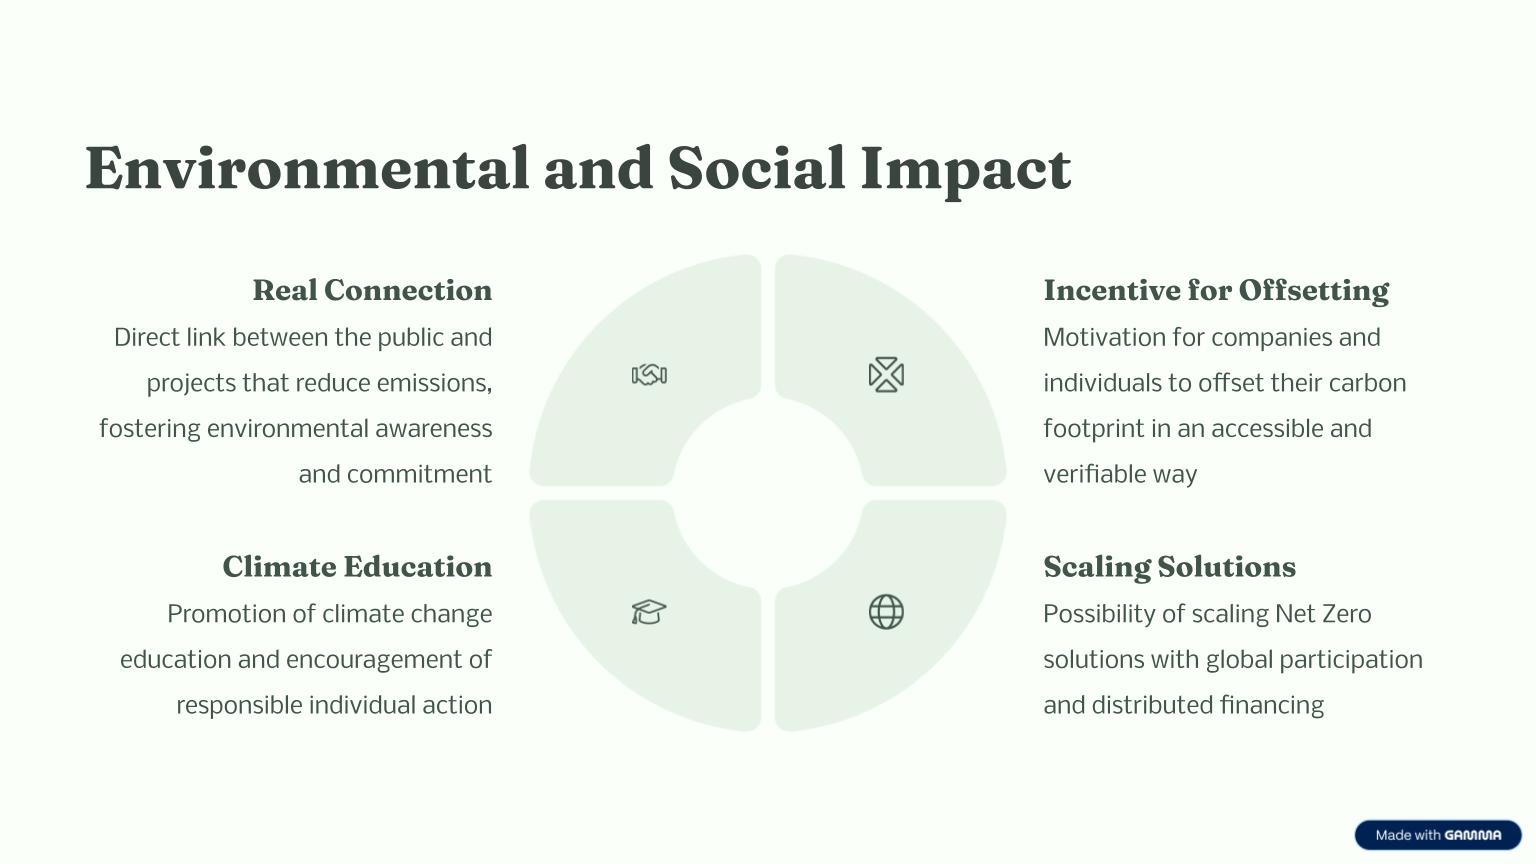 Environmental and Social Impact
Real Connection
Direct link between the public and
projects that reduce emissions,
fostering environmental awareness
and commitment
Incentive for Offsetting
Motivation for companies and
individuals to offset their carbon
footprint in an accessible and
verifiable way
Climate Education
Promotion of climate change
education and encouragement of
responsible individual action
Scaling Solutions
Possibility of scaling Net Zero
solutions with global participation
and distributed financing
Made with GAMMA